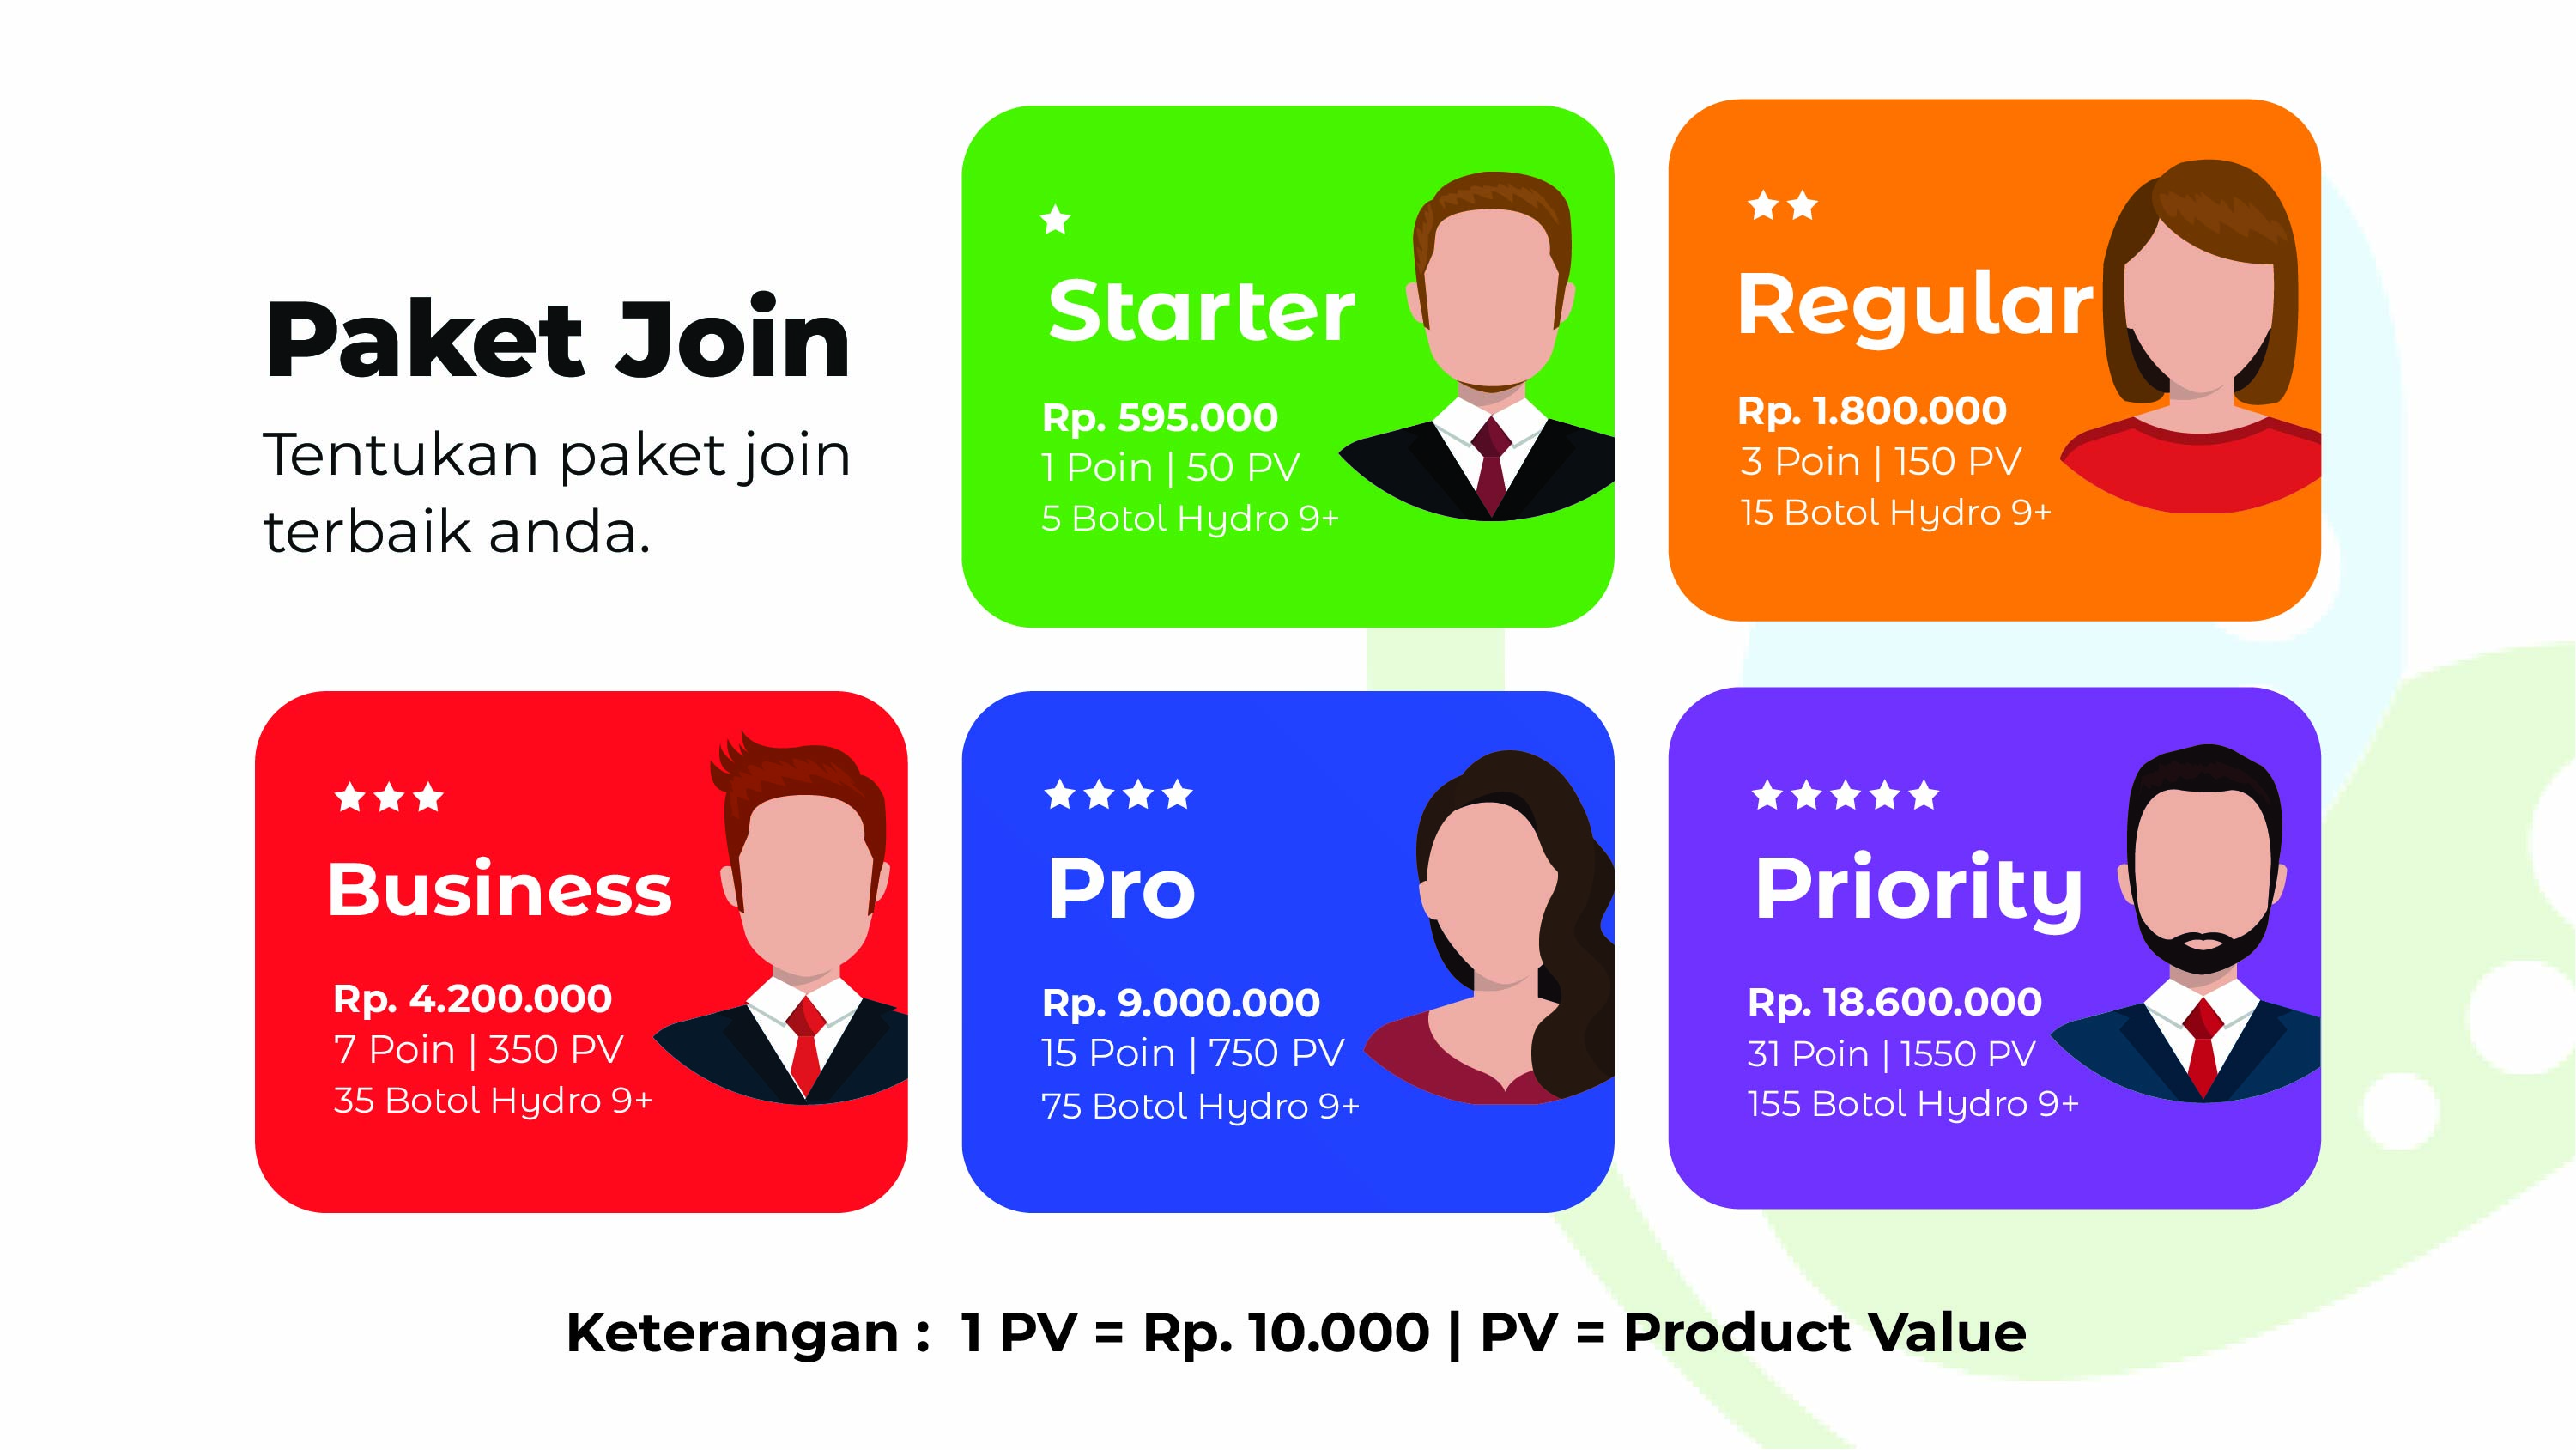 Paket Join
Tentukan paket join
terbaik anda.
Starter
Rp. 595.000
1 Poin | 50 PV
5 Botol Hydro 9+
Regular
Rp. 1.800.000
3 Poin | 150 PV
15 Botol Hydro 9+
Business
Rp. 4.200.000
7 Poin | 350 PV
35 Botol Hydro 9+
Pro
Rp. 9.000.000
15 Poin | 750 PV
75 Botol Hydro 9+
Priority
Rp. 18.600.000
31 Poin | 1550 PV
155 Botol Hydro 9+
Keterangan : 1 PV = Rp. 10.000 | PV = Product Value